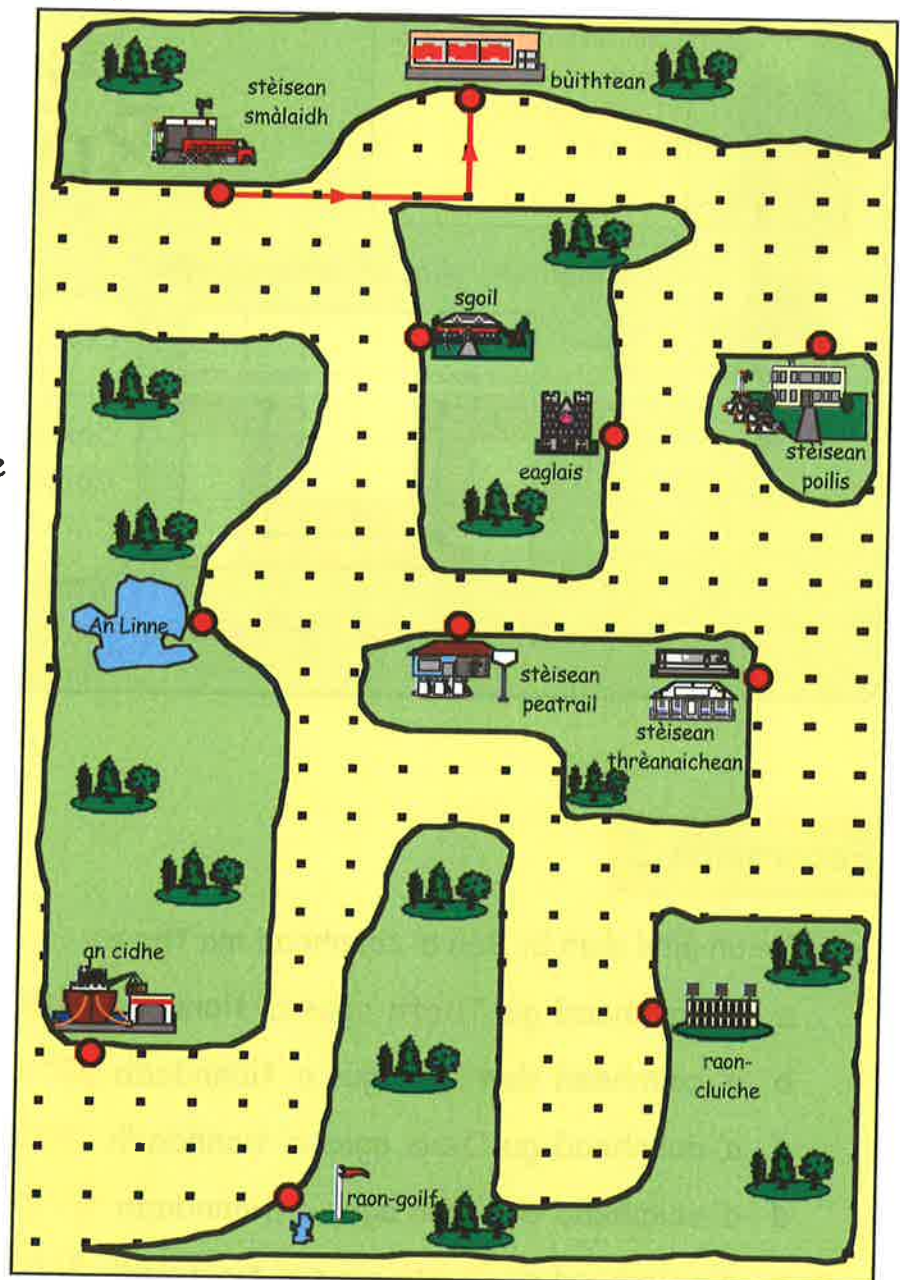 stèisean
smàlaidh
bùithtean
sgoil
eaglais
stèisean
poilis
An Linne
stèisean
peatrail
stèisean
thrèanaichean
an cidhe
raon-
cluiche
raon-goilf